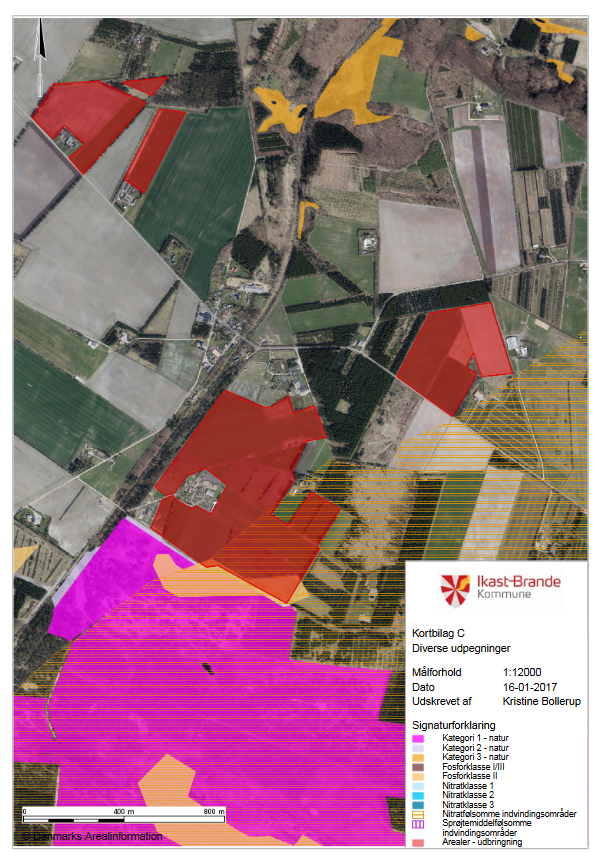 Ikast-Brande
Kommune
Kortbilag C
Diverse udpegninger
Målforhold 1:12000
Dato 16-01-2017
Udskrevet af Kristine Bollerup
Signaturforklaring
Kategori 1 - natur
Kategori 2 - natur
Kategori 3 - natur
Fosforklasse I/III
Fosforklasse II
Nitratklasse 1
Nitratklasse 2
Nitratklasse 3
Nitratfølsomme indvindingsområder
Sprøjtemiddelfølsomme
indvindingsområder
Arealer - udbringning
0 400 m 800 m
© Danmarks Arealinformation